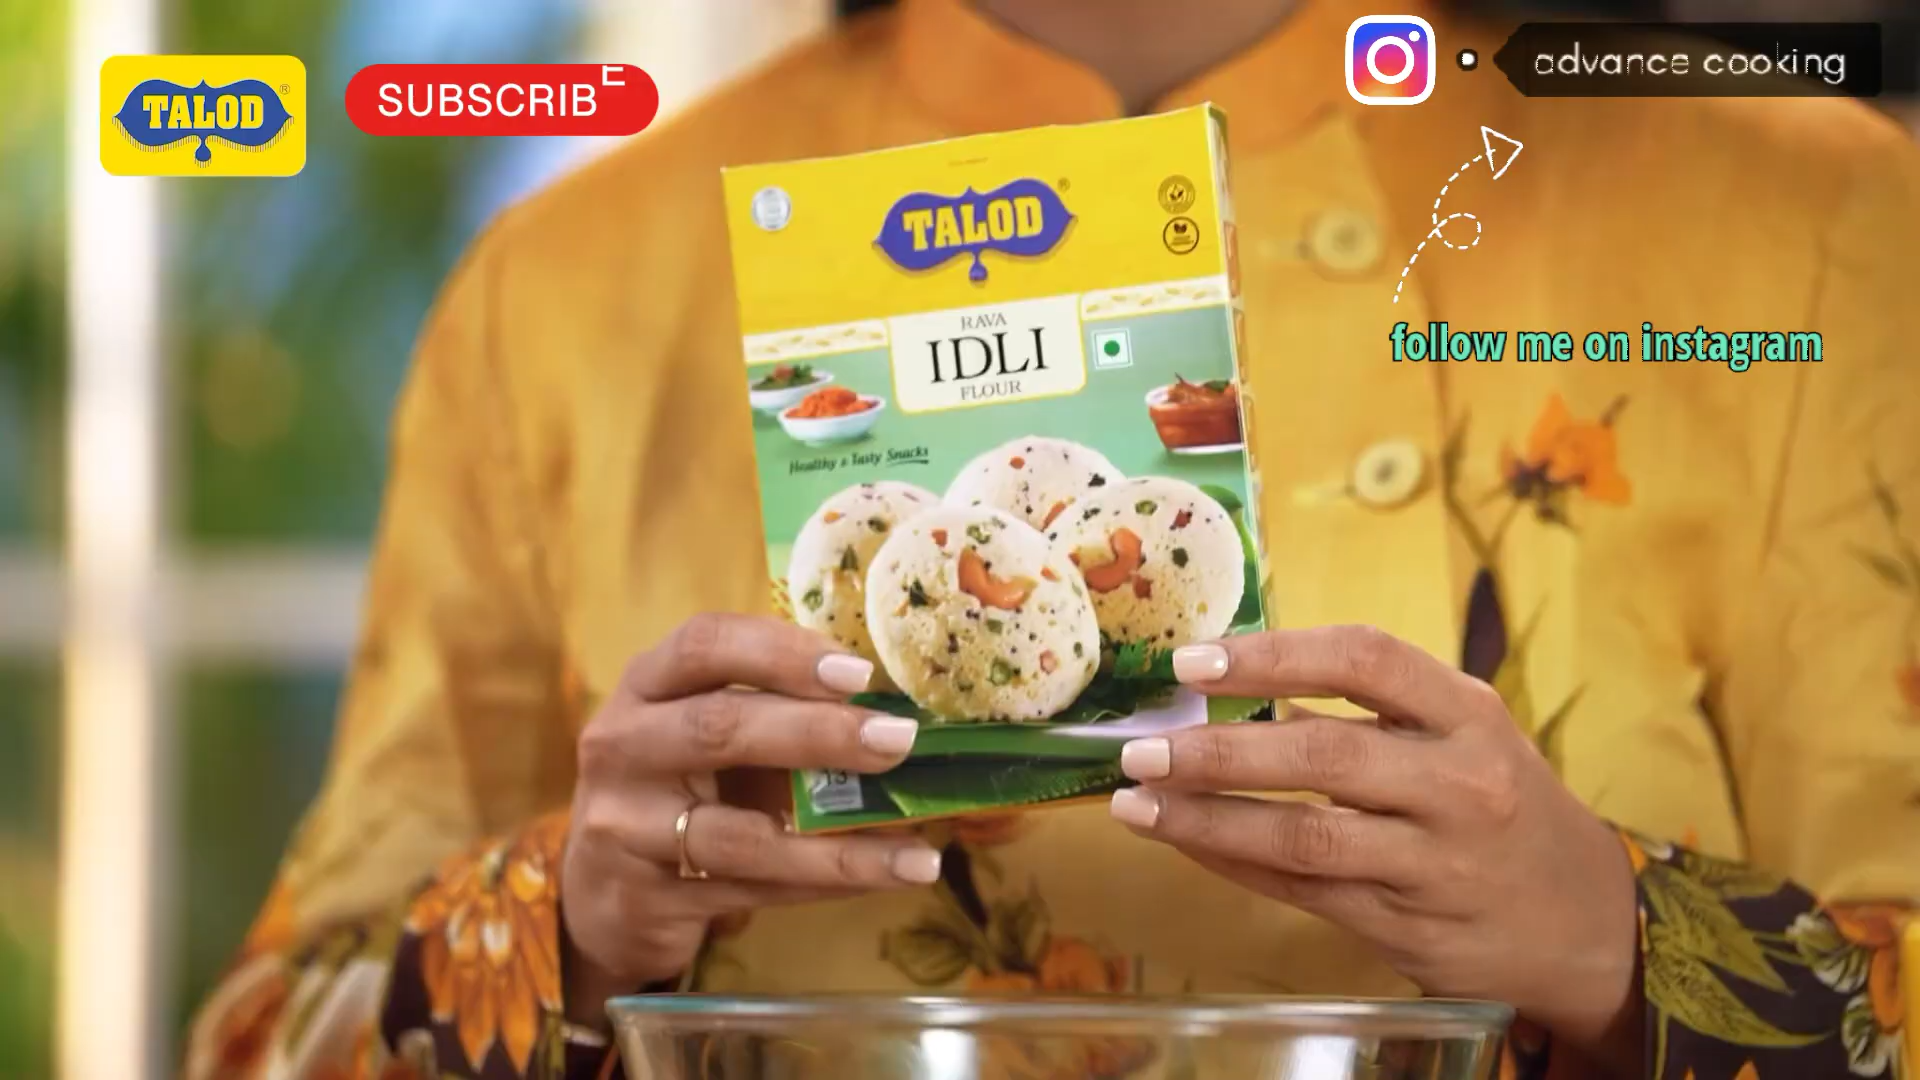 TALOD
SUBSCRIBE
advance cooking
follow me on instagram
TALOD
RAVA
IDLI
FLOUR
Healthy & Tasty Snacks